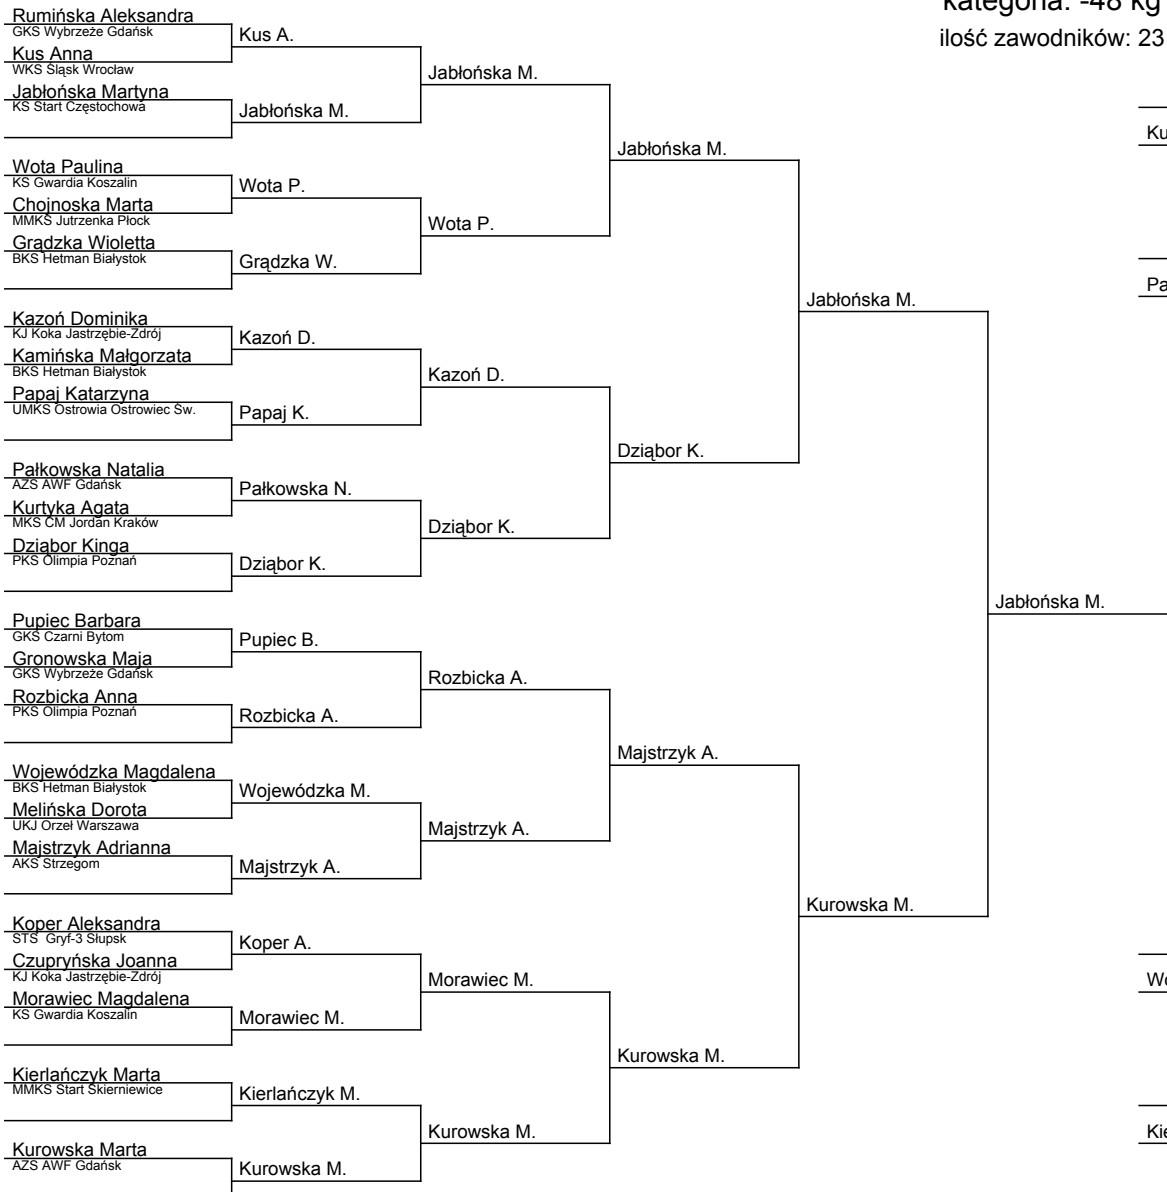 kategoria: -48 kg
ilość zawodników: 23
Rumińska Aleksandra
GKS Wybrzeże Gdańsk
Kus Anna
WKS Śląsk Wrocław
Jabłońska Martyna
KS Start Częstochowa
Wota Paulina
KS Gwardia Koszalin
Chojnoska Marta
MMKS Jutrzenka Płock
Grądzka Wioletta
BKS Hetman Białystok
Kazoń Dominika
KJ Koka Jastrzębie-Zdrój
Kamińska Małgorzata
BKS Hetman Białystok
Papaj Katarzyna
UMKS Ostrowia Ostrowiec Św.
Pałkowska Natalia
AZS AWF Gdańsk
Kurtyka Agata
MKS CM Jordan Kraków
Dziąbor Kinga
PKS Olimpia Poznań
Pupiec Barbara
GKS Czarni Bytom
Gronowska Maja
GKS Wybrzeże Gdańsk
Rozbicka Anna
PKS Olimpia Poznań
Wojewódzka Magdalena
BKS Hetman Białystok
Melińska Dorota
UKJ Orzeł Warszawa
Majstrzyk Adrianna
AKS Strzegom
Koper Aleksandra
STS Gryf-3 Słupsk
Czupryńska Joanna
KJ Koka Jastrzębie-Zdrój
Morawiec Magdalena
KS Gwardia Koszalin
Kierlańczyk Marta
MMKS Start Skierniewice
Kurowska Marta
AZS AWF Gdańsk
Kus A.
Jabłońska M.
Wota P.
Grądzka W.
Kazoń D.
Papaj K.
Pałkowska N.
Dziąbor K.
Pupiec B.
Rozbicka A.
Wojewódzka M.
Majstrzyk A.
Koper A.
Morawiec M.
Kierlańczyk M.
Kurowska M.
Jabłońska M.
Wota P.
Kazoń D.
Dziąbor K.
Rozbicka A.
Majstrzyk A.
Morawiec M.
Kurowska M.
Jabłońska M.
Dziąbor K.
Majstrzyk A.
Kurowska M.
Jabłońska M.
Kurowska M.
Jabłońska M.
Ku
Pa
Wo
Kie